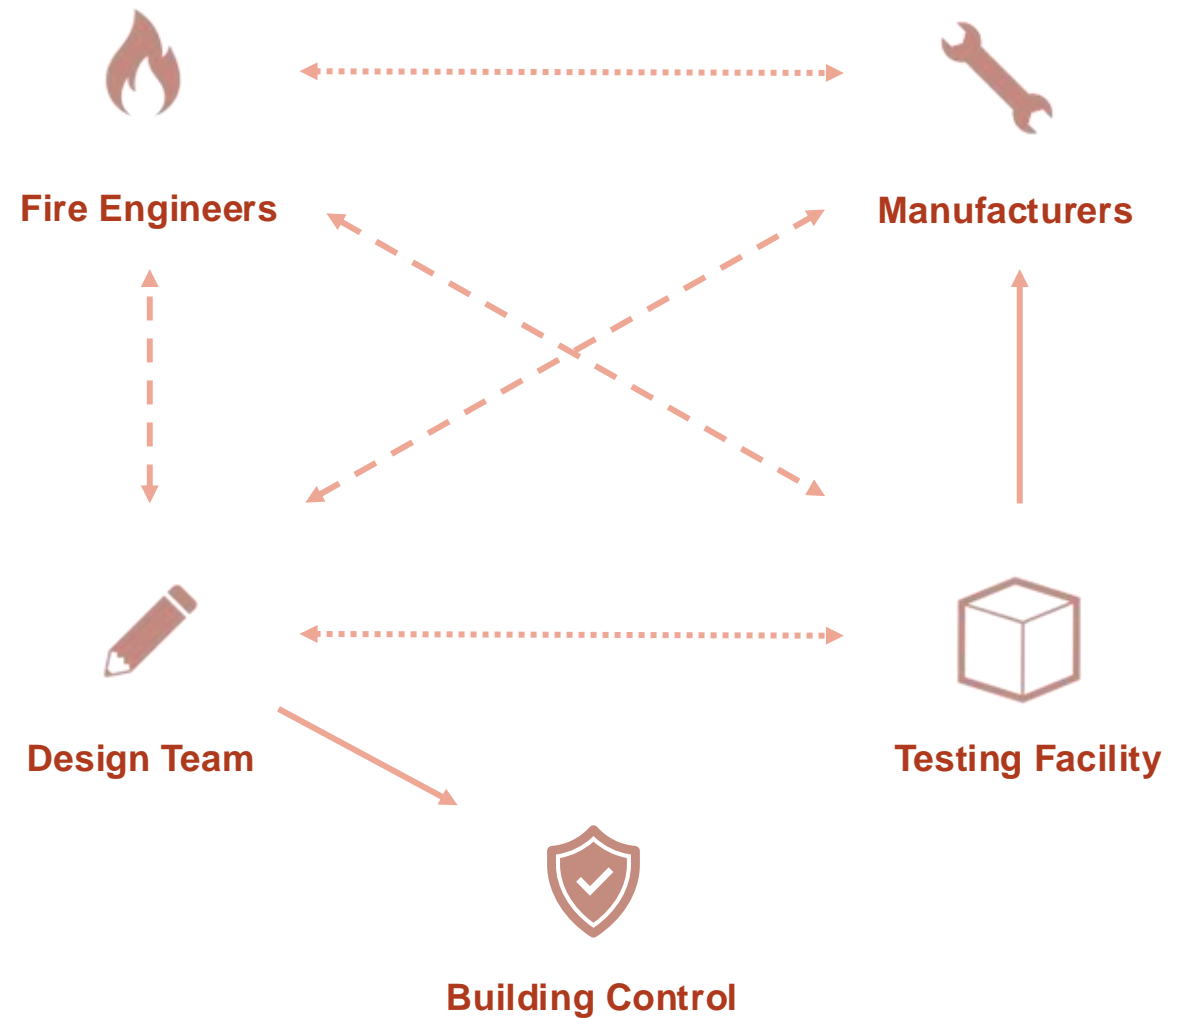 Fire Engineers
Manufacturers
Design Team
Testing Facility
Building Control